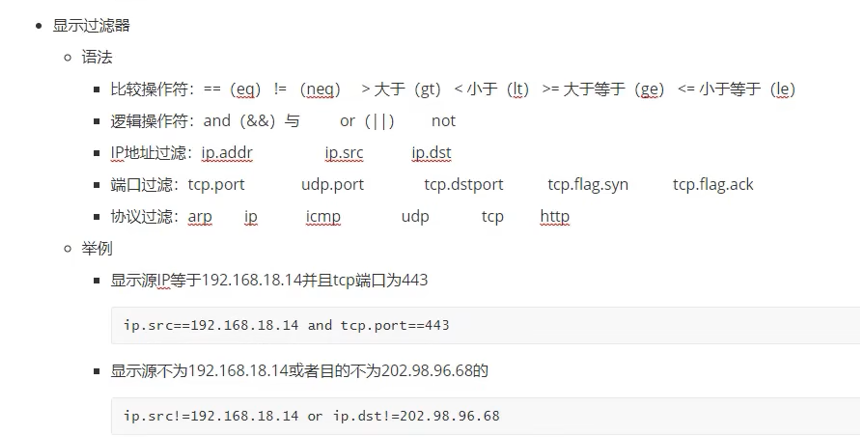 显示过滤器
语法
比较操作符：==（eq） != （neq） > 大于（gt） < 小于（lt） >= 大于等于（ge） <= 小于等于（le）
逻辑操作符：and（&&）与 or（||） not
IP地址过滤：ip.addr ip.src ip.dst
端口过滤：tcp.port udp.port tcp.dstport tcp.flag.syn tcp.flag.ack
协议过滤：arp ip icmp udp tcp http
举例
显示源IP等于192.168.18.14并且tcp端口为443
ip.src==192.168.18.14 and tcp.port==443
显示源不为192.168.18.14或者目的不为202.98.96.68的
ip.src!=192.168.18.14 or ip.dst!=202.98.96.68